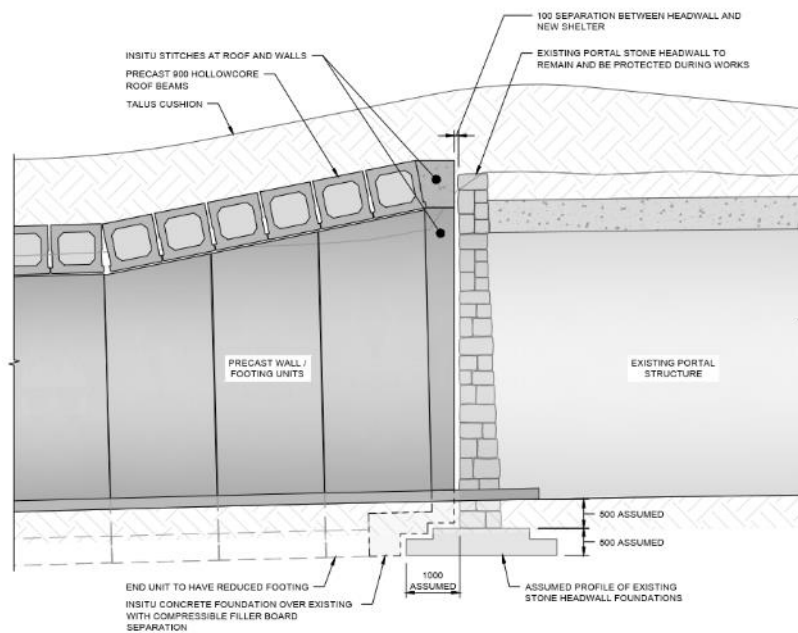 100 SEPARATION BETWEEN HEADWALL AND
NEW SHELTER
INSITU STITCHES AT ROOF AND WALLS
EXISTING PORTAL STONE HEADWALL TO
REMAIN AND BE PROTECTED DURING WORKS
PRECAST 900 HOLLOWCORE
ROOF BEAMS
TALUS CUSHION
PRECAST WALL /
FOOTING UNITS
EXISTING PORTAL
STRUCTURE
500 ASSUMED
500 ASSUMED
1000
ASSUMED
END UNIT TO HAVE REDUCED FOOTING
INSITU CONCRETE FOUNDATION OVER EXISTING
WITH COMPRESSIBLE FILLER BOARD
SEPARATION
ASSUMED PROFILE OF EXISTING
STONE HEADWALL FOUNDATIONS